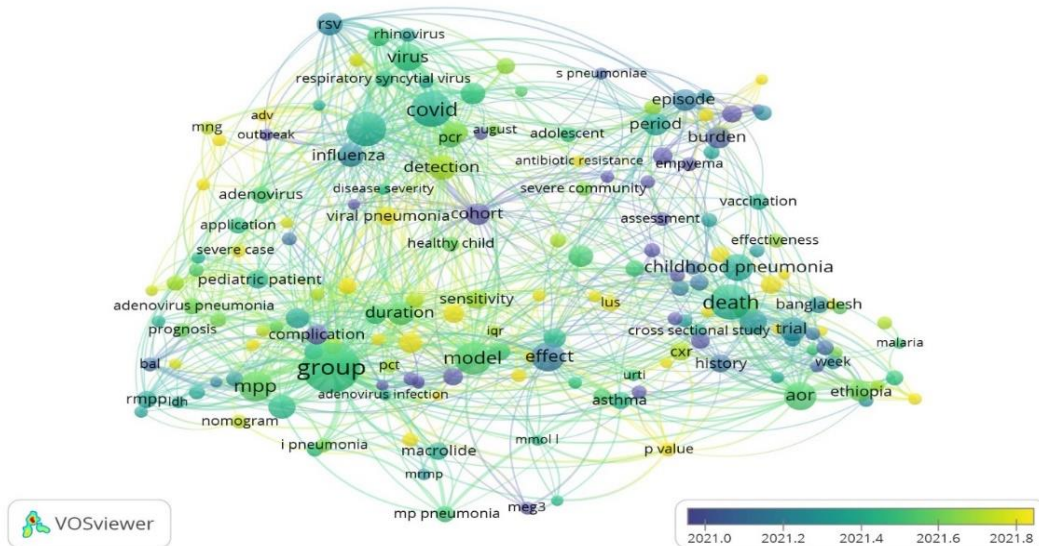 rsv
rhinovirus
virus
respiratory syncytial virus
s pneumoniae
covid
episode
period
mng
adv
outbreak
pcr
august
adolescent
burden
influenza
detection
antibiotic resistance
empyema
adenovirus
disease severity
severe community
viral pneumonia
cohort
assessment
vaccination
application
severe case
healthy child
effectiveness
pediatric patient
childhood pneumonia
adenovirus pneumonia
duration
sensitivity
lus
death
bangladesh
prognosis
complication
iqr
cross sectional study
trial
malaria
bal
group
pct
model
effect
cxr
history
week
mpp
adenovirus infection
urti
rmpp
ldh
asthma
aor
ethiopia
nomogram
i pneumonia
macrolide
mmol l
p value
mrmp
mp pneumonia
meg3
VOSviewer
2021.0 2021.2 2021.4 2021.6 2021.8